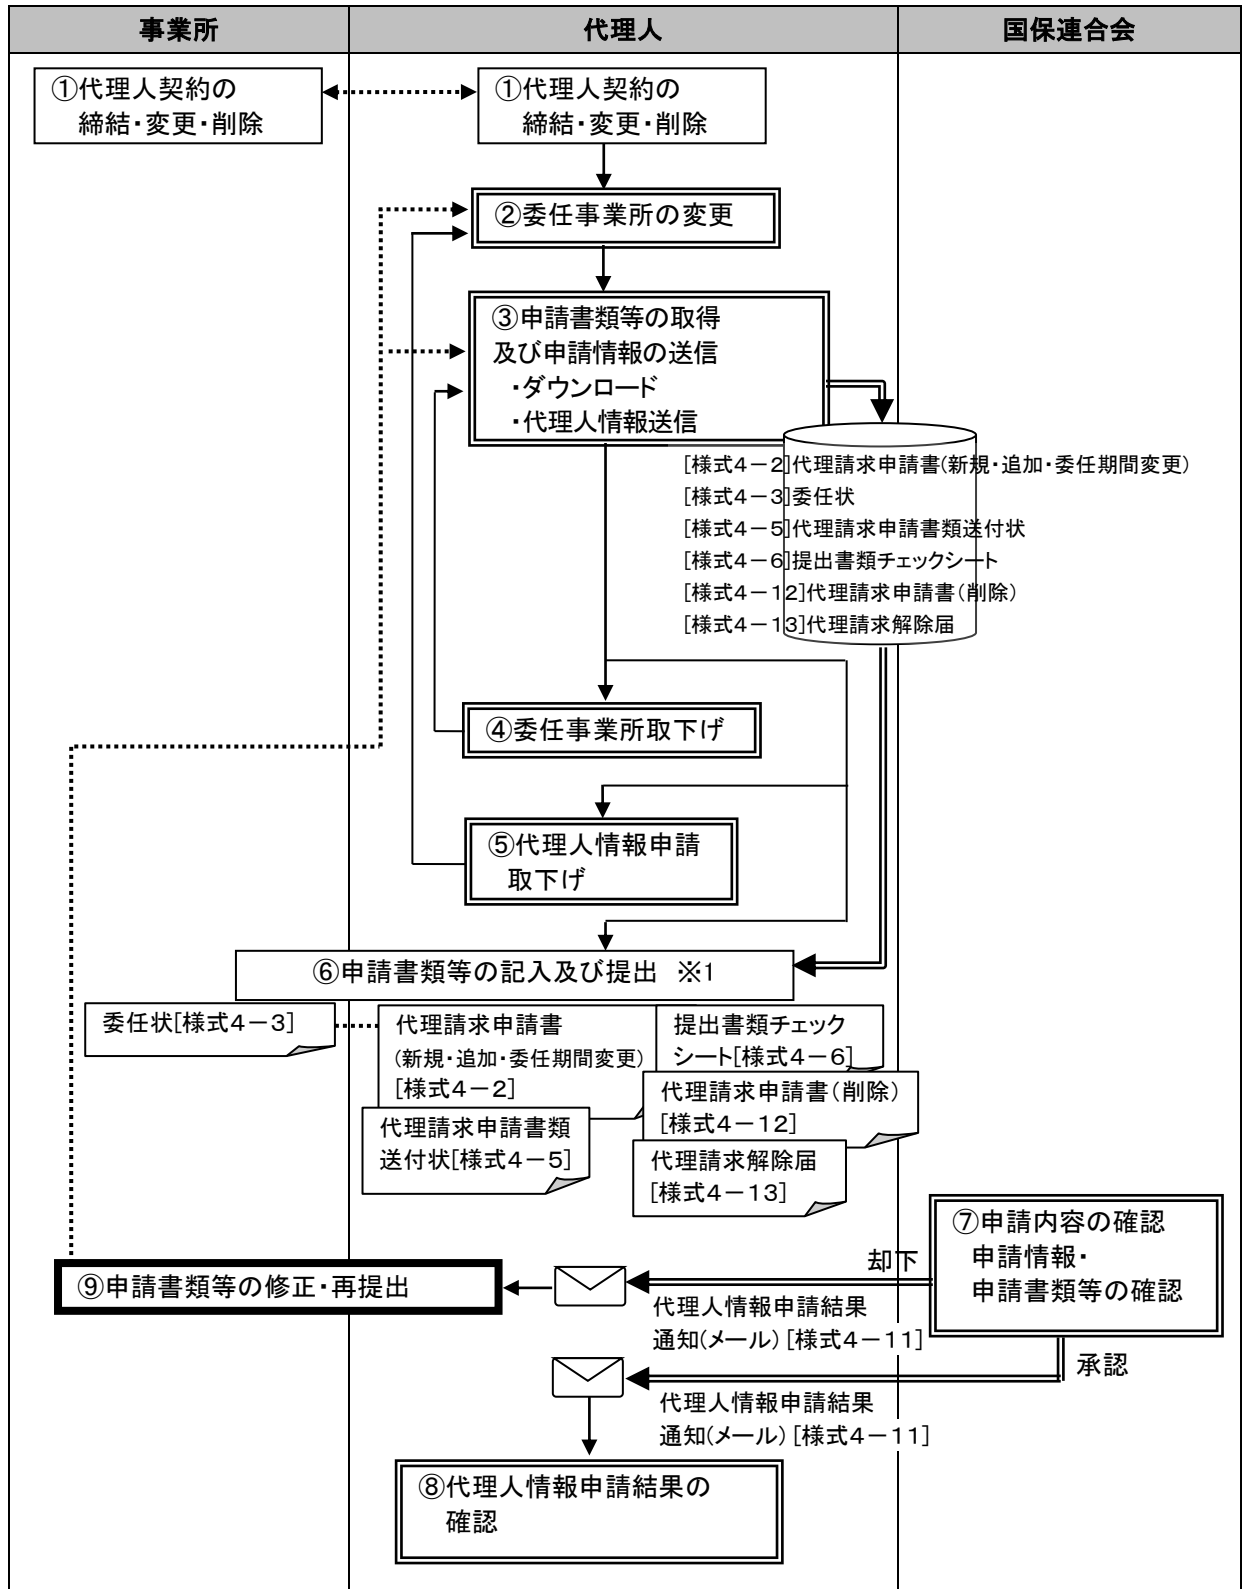 事業所
代理人
国保連合会
①代理人契約の
締結・変更・削除
①代理人契約の
締結・変更・削除
②委任事業所の変更
③申請書類等の取得
及び申請情報の送信
・ダウンロード
・代理人情報送信
[様式4－2]代理請求申請書(新規・追加・委任期間変更)
[様式4－3]委任状
[様式4－5]代理請求申請書類送付状
[様式4－6]提出書類チェックシート
[様式4－12]代理請求申請書(削除)
[様式4－13]代理請求解除届
④委任事業所取下げ
⑤代理人情報申請
取下げ
⑥申請書類等の記入及び提出 ※1
委任状[様式4－3]
代理請求申請書
(新規・追加・委任期間変更)
[様式4－2]
提出書類チェック
シート[様式4－6]
代理請求申請書(削除)
[様式4－12]
代理請求申請書類
送付状[様式4－5]
代理請求解除届
[様式4－13]
⑦申請内容の確認
申請情報・
申請書類等の確認
却下
⑨申請書類等の修正・再提出
代理人情報申請結果
通知(メール)[様式4－11]
承認
代理人情報申請結果
通知(メール)[様式4－11]
⑧代理人情報申請結果の
確認